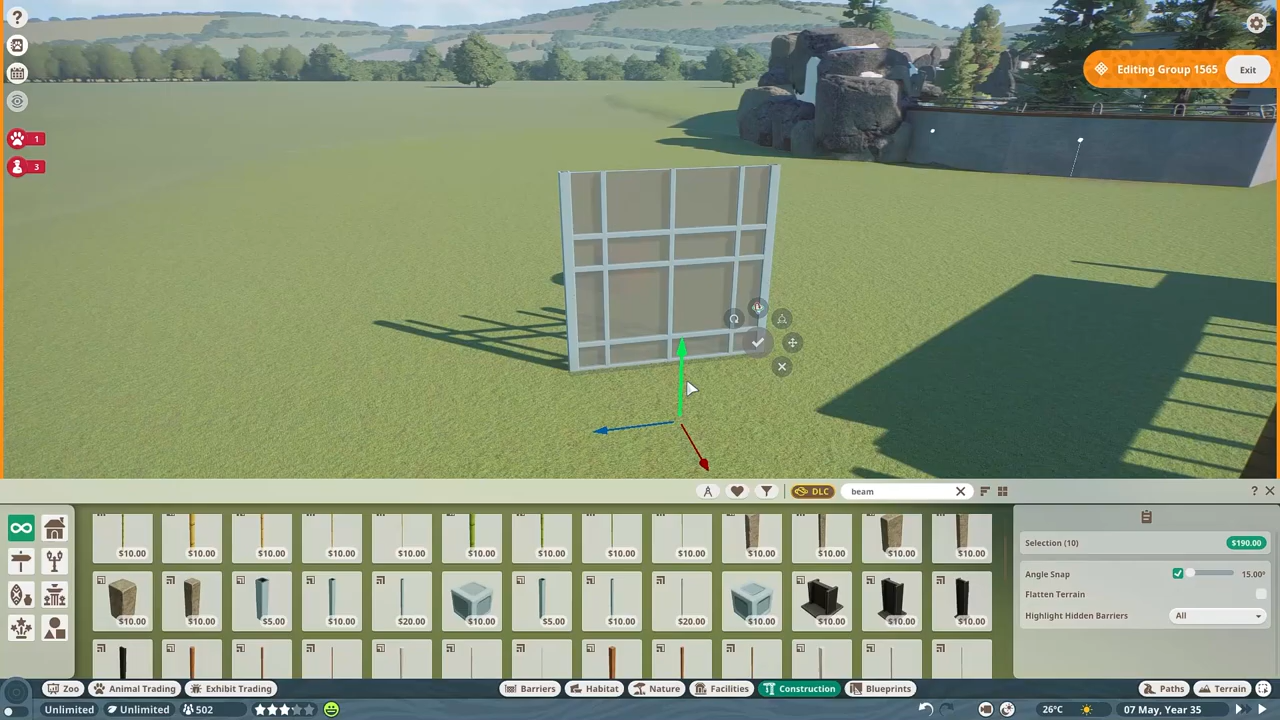 ?
Editing Group 1565
Exit
1
3
DLC
beam
?
$10.00 $10.00 $10.00 $10.00 $10.00 $10.00 $10.00 $10.00 $10.00 $10.00 $10.00 $10.00 $10.00
Selection (10)
$190.00
Angle Snap
15.00°
Flatten Terrain
Highlight Hidden Barriers
All
$10.00 $10.00 $5.00 $10.00 $20.00 $10.00 $5.00 $10.00 $20.00 $10.00 $10.00 $10.00 $10.00
Zoo
Animal Trading
Exhibit Trading
Barriers
Habitat
Nature
Facilities
Construction
Blueprints
Paths
Terrain
Unlimited
Unlimited
502
26°C
07 May, Year 35